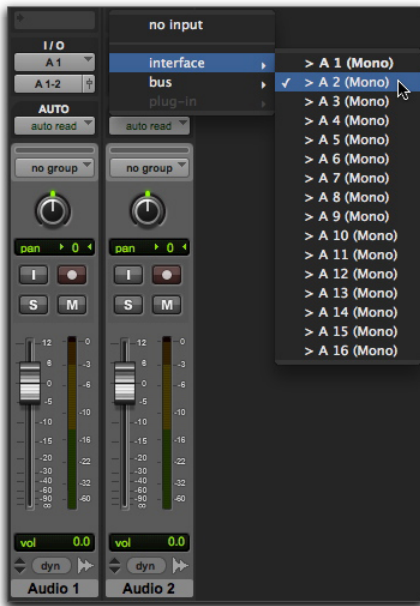 no input
interface
bus
plug-in
> A 1 (Mono)
✓ > A 2 (Mono)
> A 3 (Mono)
> A 4 (Mono)
> A 5 (Mono)
> A 6 (Mono)
> A 7 (Mono)
> A 8 (Mono)
> A 9 (Mono)
> A 10 (Mono)
> A 11 (Mono)
> A 12 (Mono)
> A 13 (Mono)
> A 14 (Mono)
> A 15 (Mono)
> A 16 (Mono)
I / O
A 1
A 1-2
AUTO
auto read auto read
no group no group
pan 0 pan 0
I I
S M S M
12 0 12 0
6 -3 6 -3
0 -6 0 -6
-5 -10 -5 -10
-10 -10
-15 -16 -15 -16
-20 -22 -20 -22
-30 -30
-40 -32 -40 -32
-60 -60
-90 -60 -90 -60
∞ ∞
vol 0.0 vol 0.0
dyn dyn
Audio 1 Audio 2